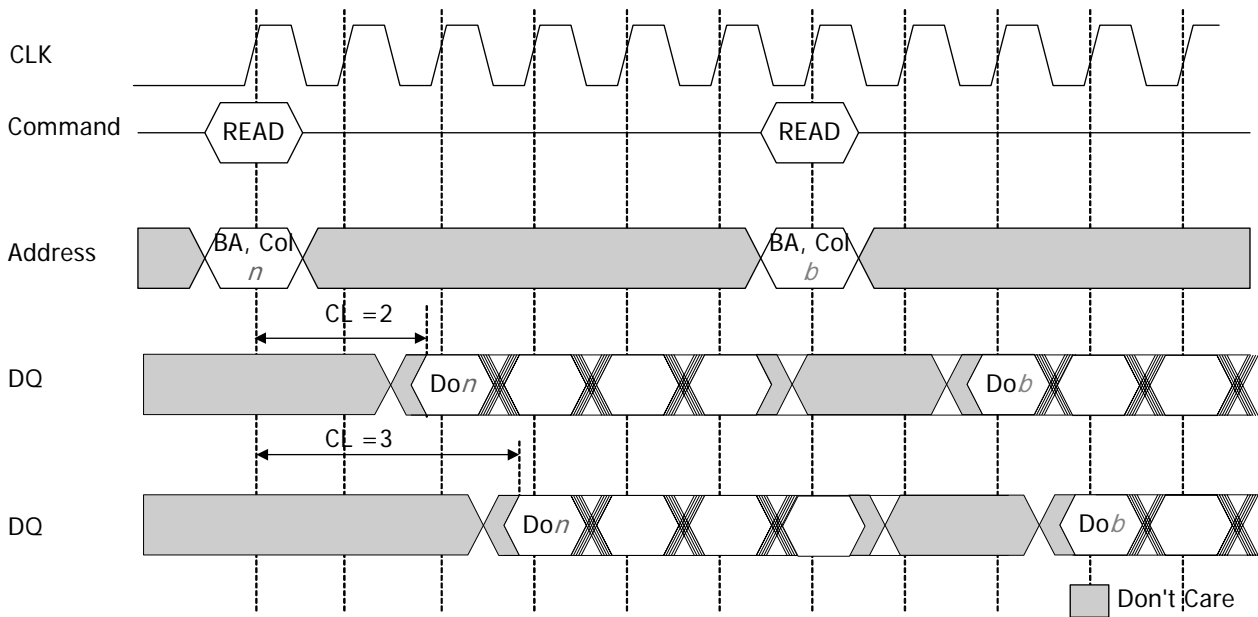 CLK
Command
READ
READ
Address
BA, Col
n
BA, Col
b
CL =2
DQ
Don
Dob
CL =3
DQ
Don
Dob
Don't Care